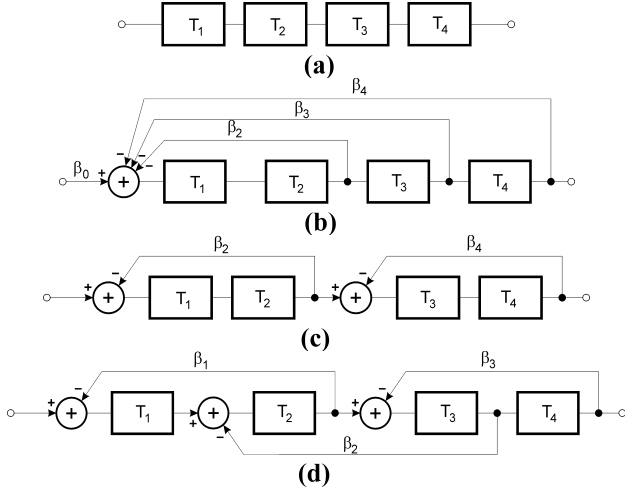 T₁ T₂ T₃ T₄
(a)
β₄
β₃
β₂
β₀ + − − − + T₁ T₂ T₃ T₄
(b)
β₂ β₄
+ − + T₁ T₂ + − + T₃ T₄
(c)
β₁ β₃
+ − + T₁ + + − T₂ + − + T₃ T₄
β₂
(d)